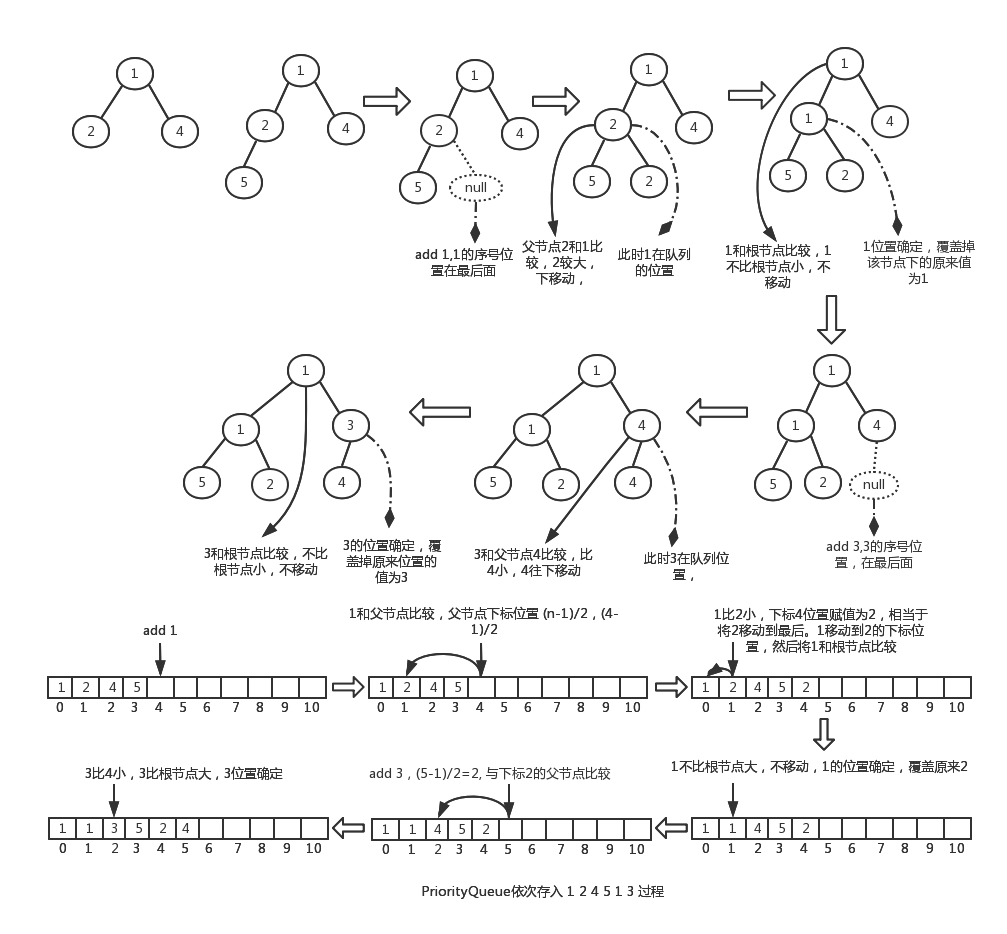 1
2 4
1
2 4
5
1
2 4
5 null
add 1,1的序号位
置在最后面
1
2 4
5 2
父节点2和1比
较，2较大，
下移动，
此时1在队列
的位置
1
1 4
5 2
1和根节点比较，1
不比根节点小，不
移动
1位置确定，覆盖掉
该节点下的原来值
为1
1
1 3
5 2 4
3和根节点比较，不比
根节点小，不移动
3的位置确定，覆
盖掉原来位置的
值为3
1
1 4
5 2 4
3和父节点4比较，比
4小，4往下移动
此时3在队列位
置，
1
1 4
5 2 null
add 3,3的序号位
置，在最后面
add 1
1 2 4 5
0 1 2 3 4 5 6 7 8 9 10
1和父节点比较，父节点下标位置 (n-1)/2，(4-
1)/2
1 2 4 5
0 1 2 3 4 5 6 7 8 9 10
1比2小，下标4位置赋值为2，相当于
将2移动到最后。1移动到2的下标位
置，然后将1和根节点比较
1 2 4 5 2
0 1 2 3 4 5 6 7 8 9 10
3比4小，3比根节点大，3位置确定
1 1 3 5 2 4
0 1 2 3 4 5 6 7 8 9 10
add 3，(5-1)/2=2, 与下标2的父节点比较
1 1 4 5 2
0 1 2 3 4 5 6 7 8 9 10
1不比根节点大，不移动，1的位置确定，覆盖原来2
1 1 4 5 2
0 1 2 3 4 5 6 7 8 9 10
PriorityQueue依次存入 1 2 4 5 1 3 过程